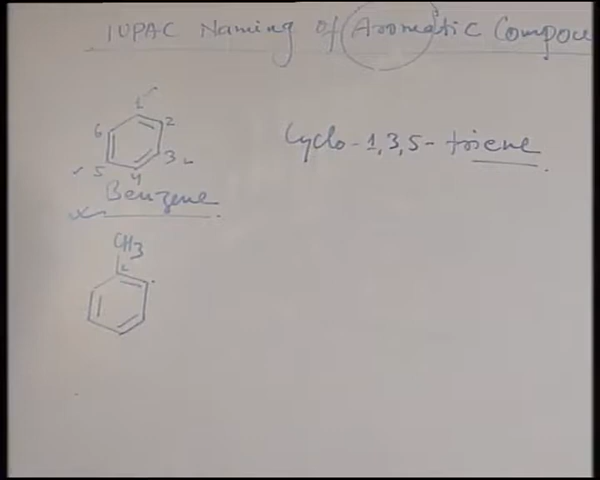 IUPAC Naming of Aromatic Compou
1
2
6
3
5
4
Cyclo-1,3,5-triene
Benzene
CH3